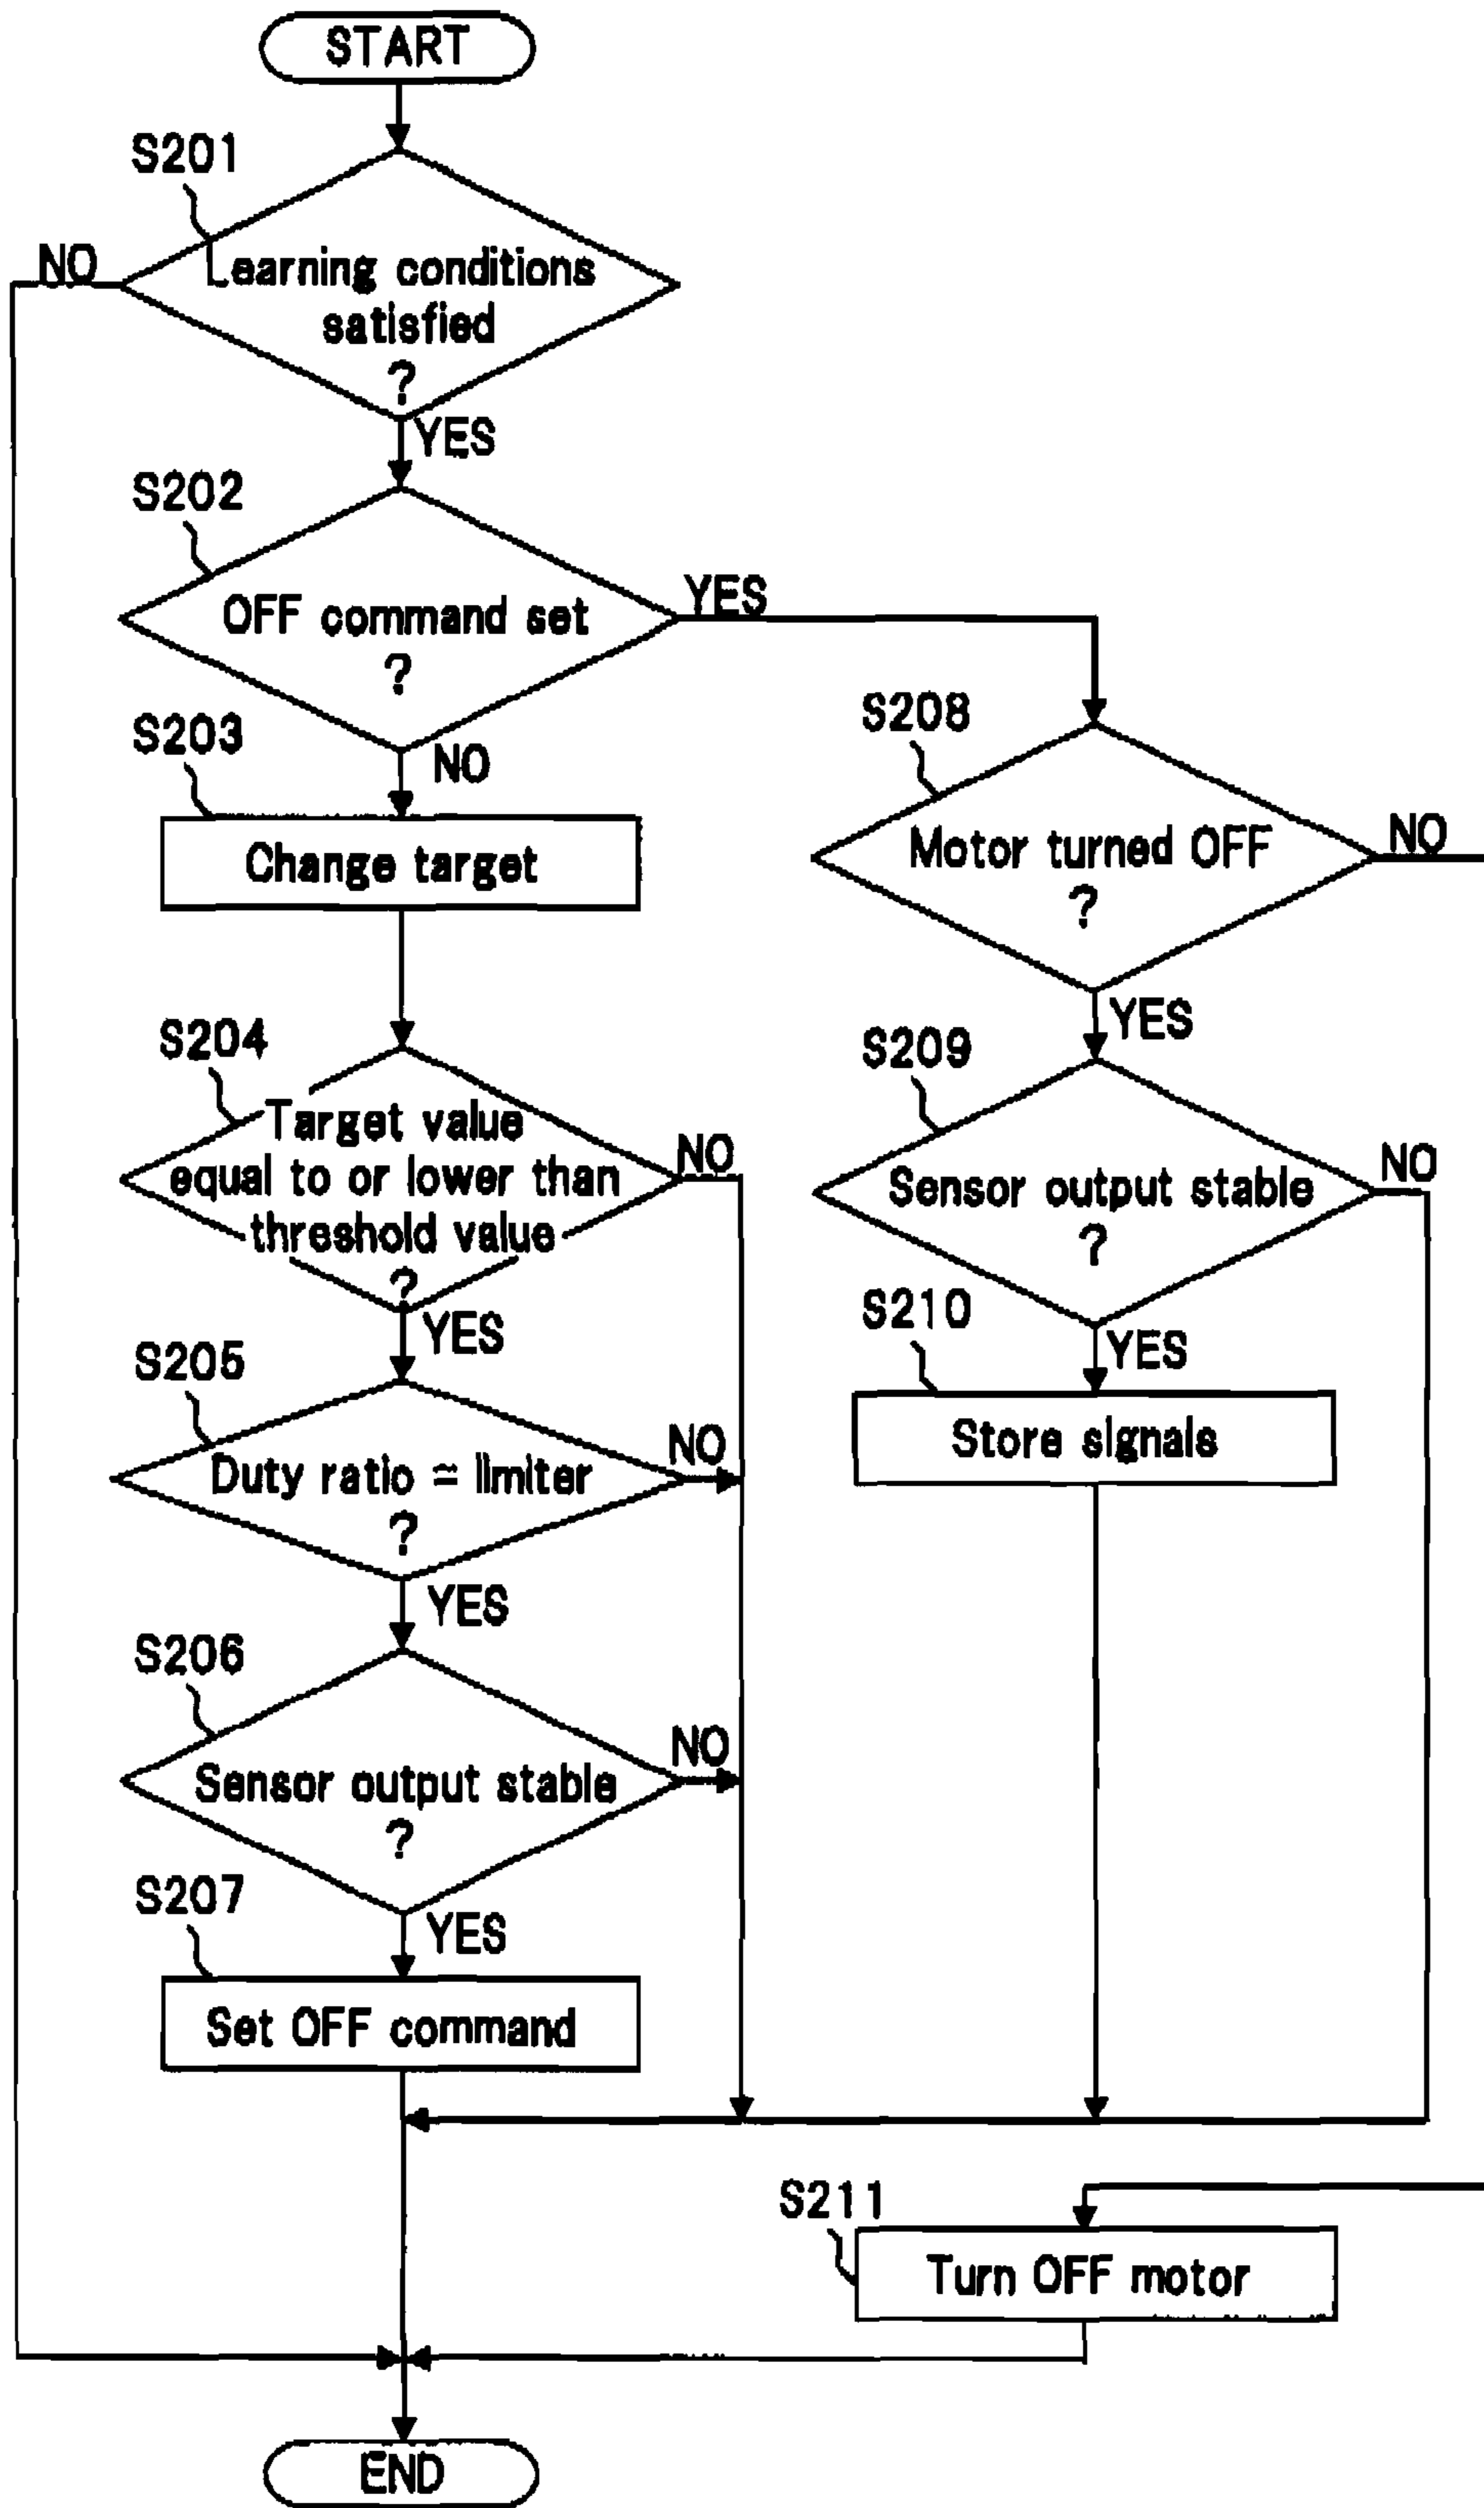 START
S201
NO
Learning conditions
satisfied
?
YES
S202
OFF command set
?
YES
S203
NO
Change target
S208
Motor turned OFF
?
NO
YES
S204
Target value
equal to or lower than
threshold value
?
NO
YES
S209
Sensor output stable
?
NO
S205
Duty ratio = limiter
?
NO
YES
S210
YES
Store signals
S206
Sensor output stable
?
NO
S207
YES
Set OFF command
S211
Turn OFF motor
END